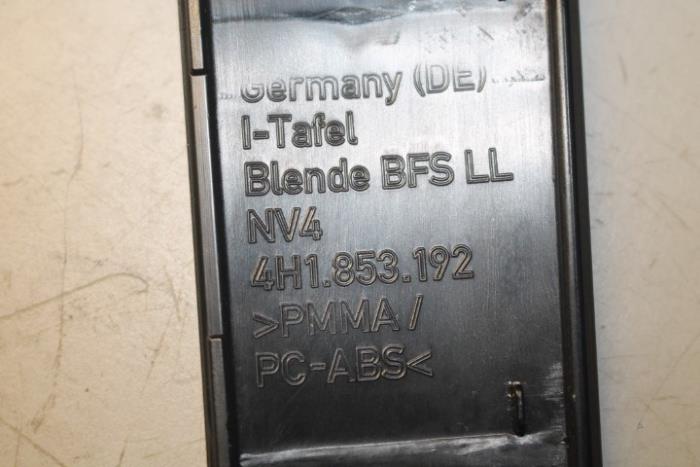 Germany (DE)
I-Tafel
Blende BFS LL
NV4
4H1.853.192
>PMMA/
PC-ABS<